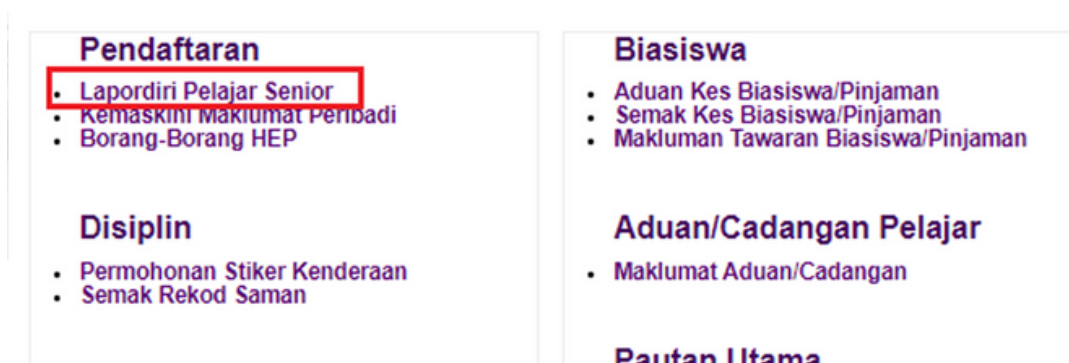 Pendaftaran
Lapordiri Pelajar Senior
Kemaskini Maklumat Peribadi
Borang-Borang HEP
Disiplin
Permohonan Stiker Kenderaan
Semak Rekod Saman
Biasiswa
Aduan Kes Biasiswa/Pinjaman
Semak Kes Biasiswa/Pinjaman
Makluman Tawaran Biasiswa/Pinjaman
Aduan/Cadangan Pelajar
Maklumat Aduan/Cadangan
Pautan Utama